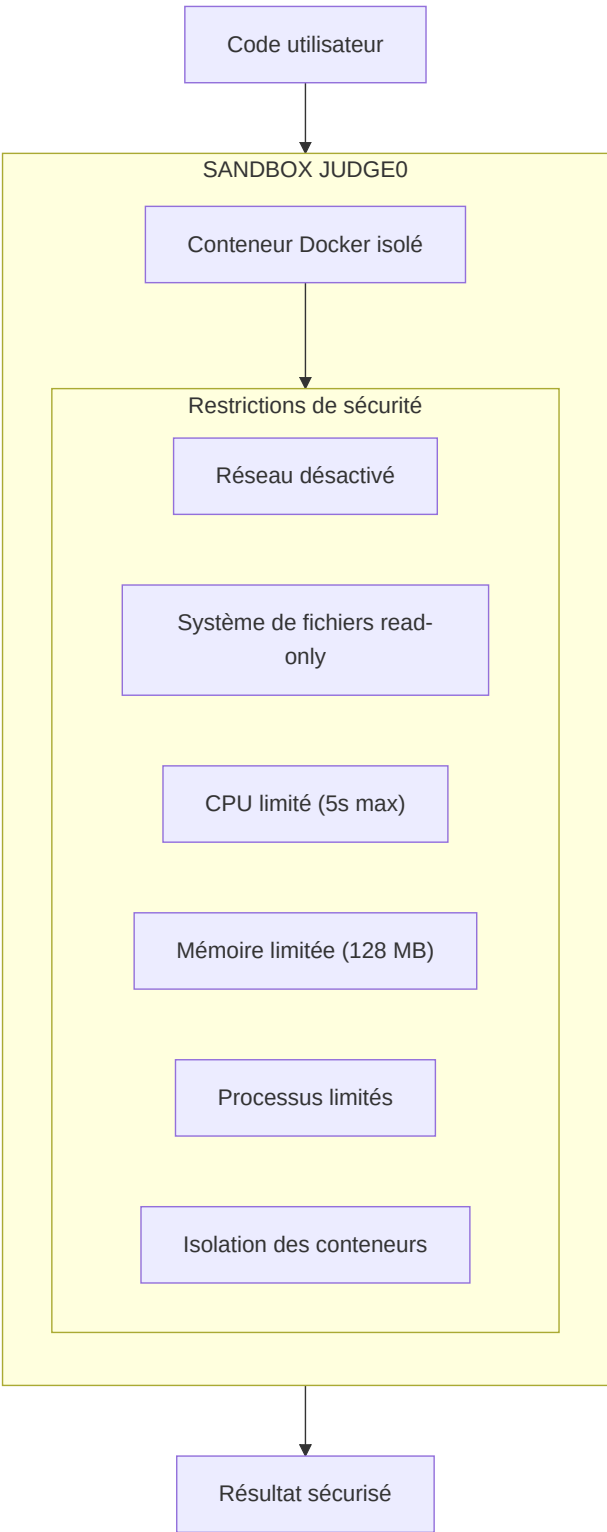 Code utilisateur
SANDBOX JUDGE0
Conteneur Docker isolé
Restrictions de sécurité
Réseau désactivé
Système de fichiers read-
only
CPU limité (5s max)
Mémoire limitée (128 MB)
Processus limités
Isolation des conteneurs
Résultat sécurisé